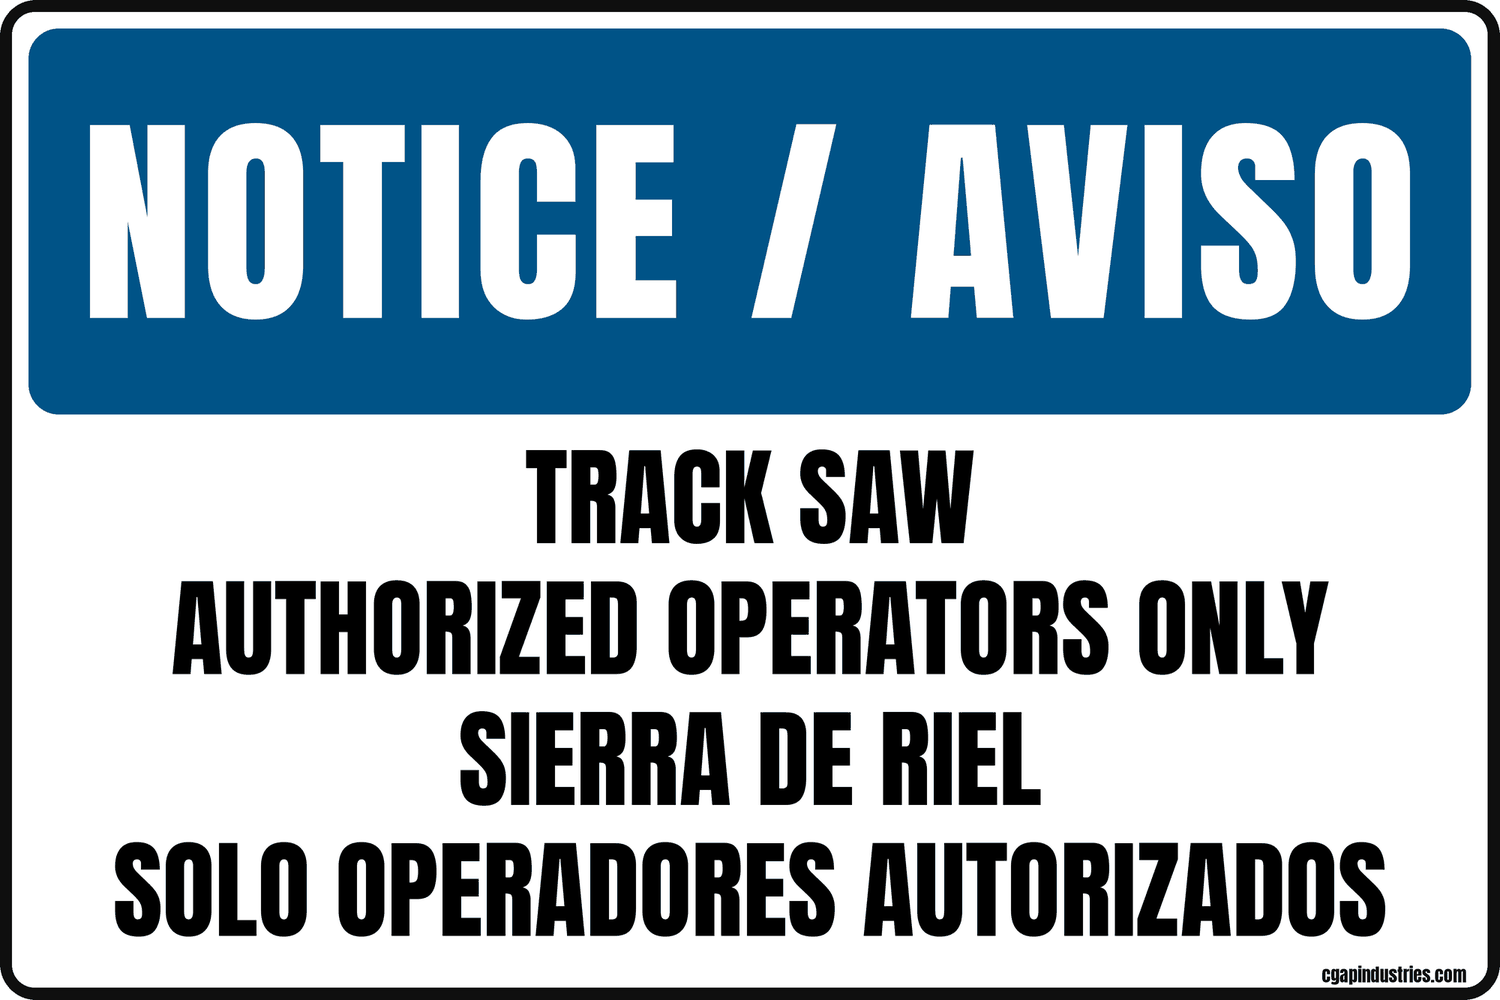 NOTICE / AVISO
TRACK SAW
AUTHORIZED OPERATORS ONLY
SIERRA DE RIEL
SOLO OPERADORES AUTORIZADOS
cgapindustries.com